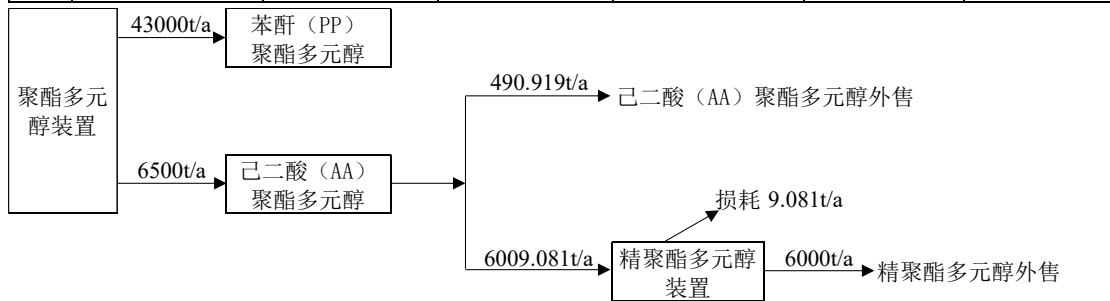 聚酯多元
醇装置
43000t/a
苯酐（PP）
聚酯多元醇
6500t/a
己二酸（AA）
聚酯多元醇
490.919t/a
己二酸（AA）聚酯多元醇外售
6009.081t/a
精聚酯多元醇
装置
损耗 9.081t/a
6000t/a
精聚酯多元醇外售